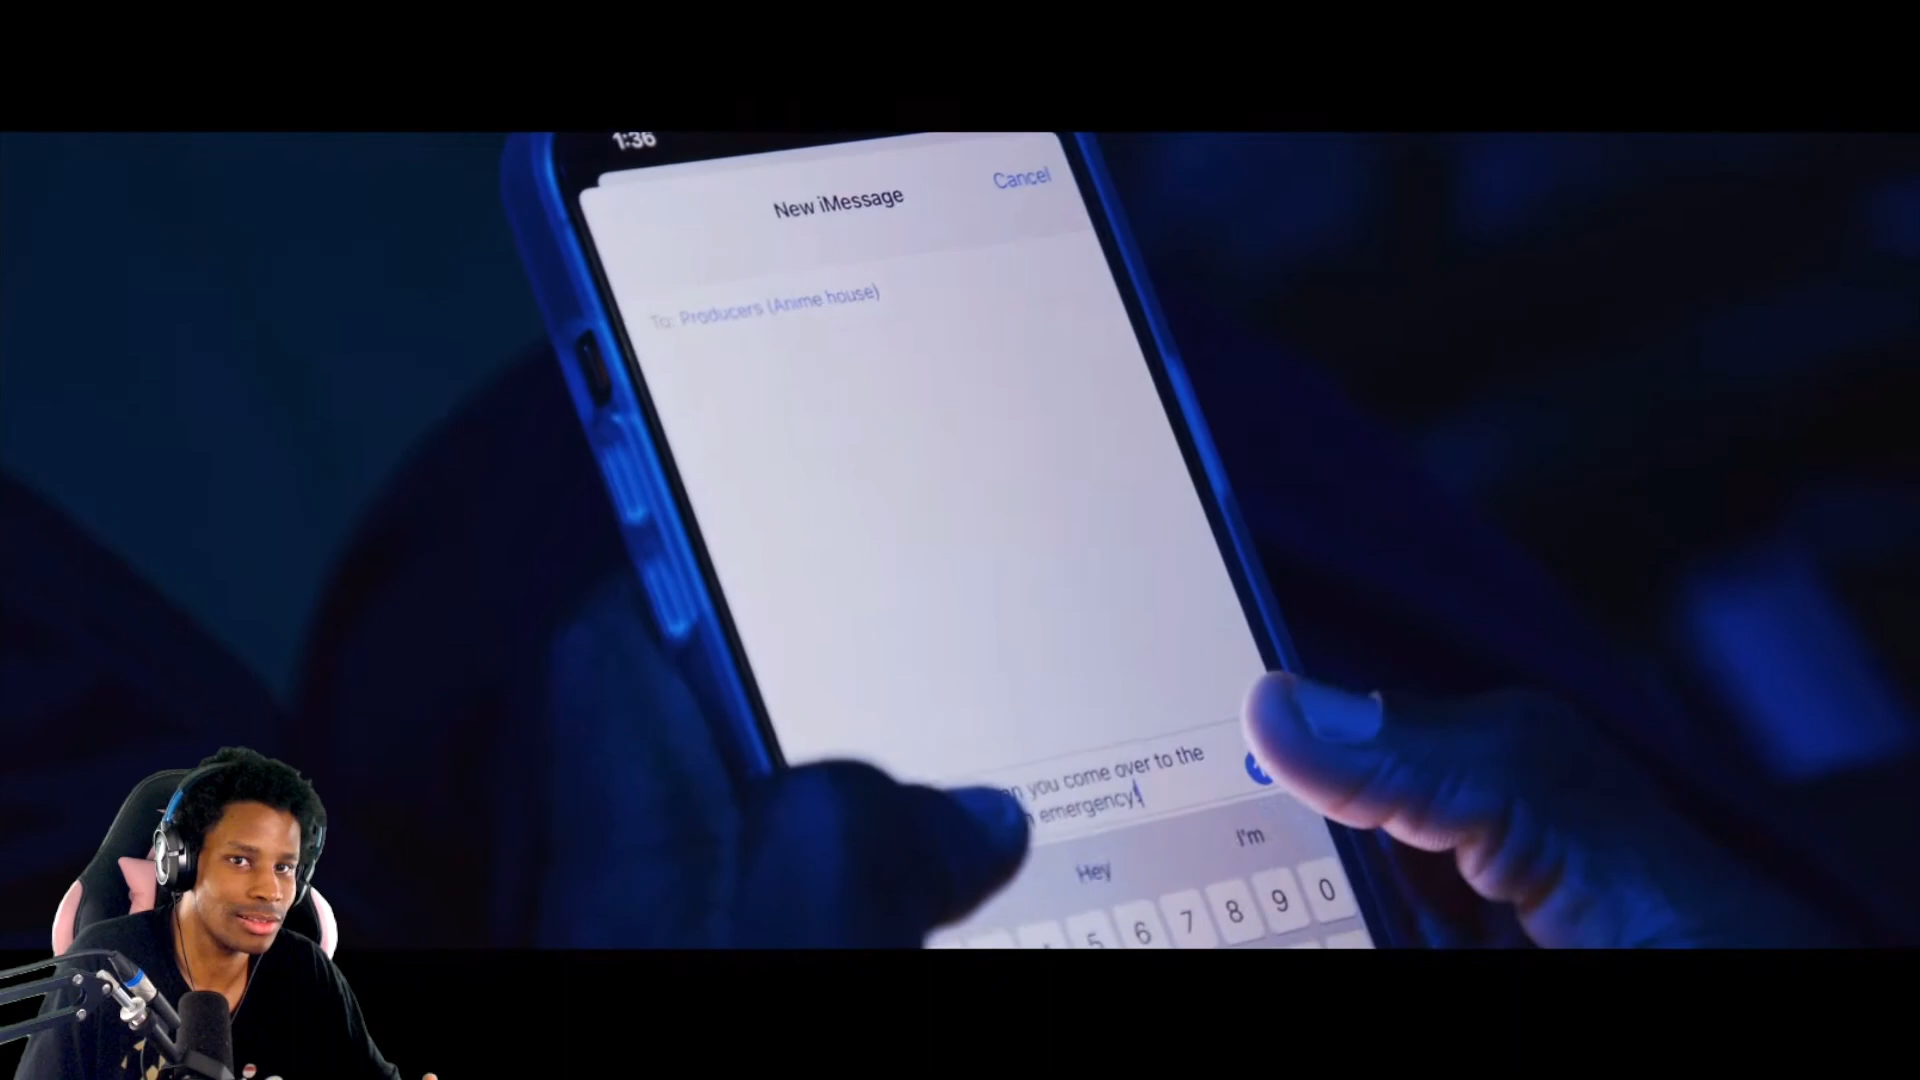 1:36
New iMessage
Cancel
To: Producers (Anime house)
you come over to the
emergency!
Hey
I'm
5 6 7 8 9 0